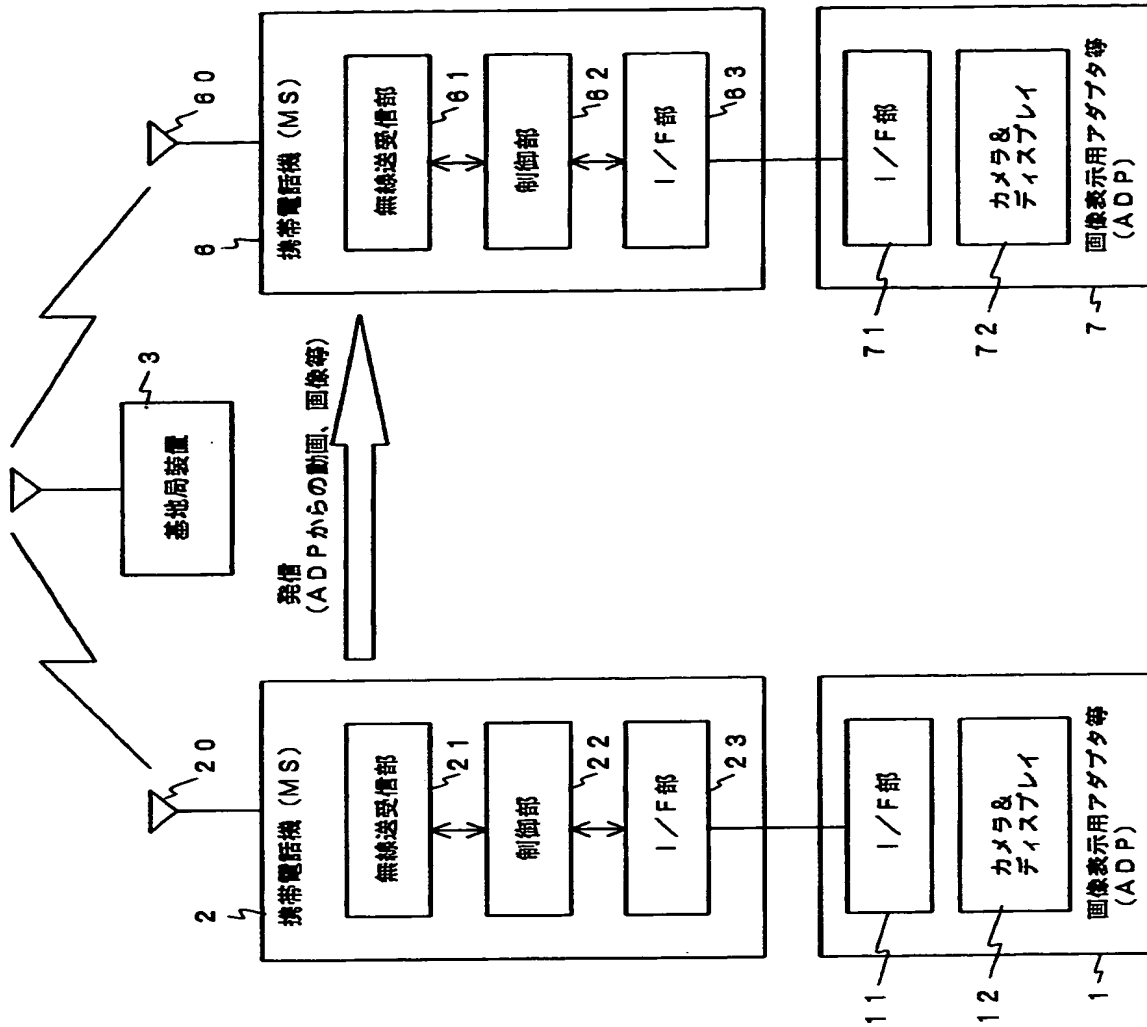 3
基地局装置
20
60
2
携帯電話機(MS)
6
携帯電話機(MS)
無線送受信部
21
発信
(ADPからの動画、画像等)
無線送受信部
61
制御部
22
制御部
62
I/F部
23
I/F部
63
11
I/F部
71
I/F部
12
カメラ&
ディスプレイ
72
カメラ&
ディスプレイ
1
画像表示用アダプタ等
(ADP)
7
画像表示用アダプタ等
(ADP)